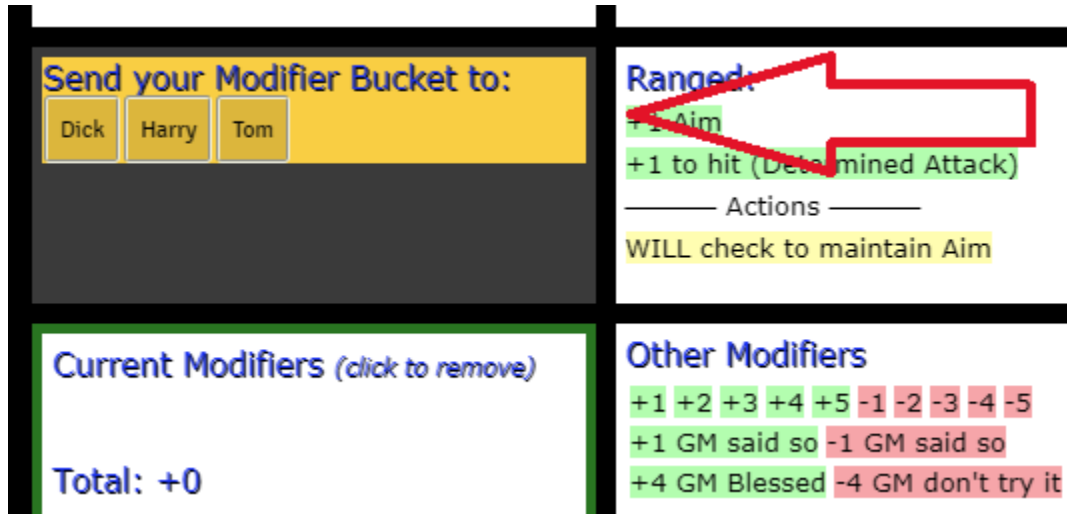 Send your Modifier Bucket to:
Dick Harry Tom
Ranged:
+1 Aim
+1 to hit (Determined Attack)
Actions
WILL check to maintain Aim
Current Modifiers (click to remove)
Total: +0
Other Modifiers
+1 +2 +3 +4 +5 -1 -2 -3 -4 -5
+1 GM said so -1 GM said so
+4 GM Blessed -4 GM don't try it